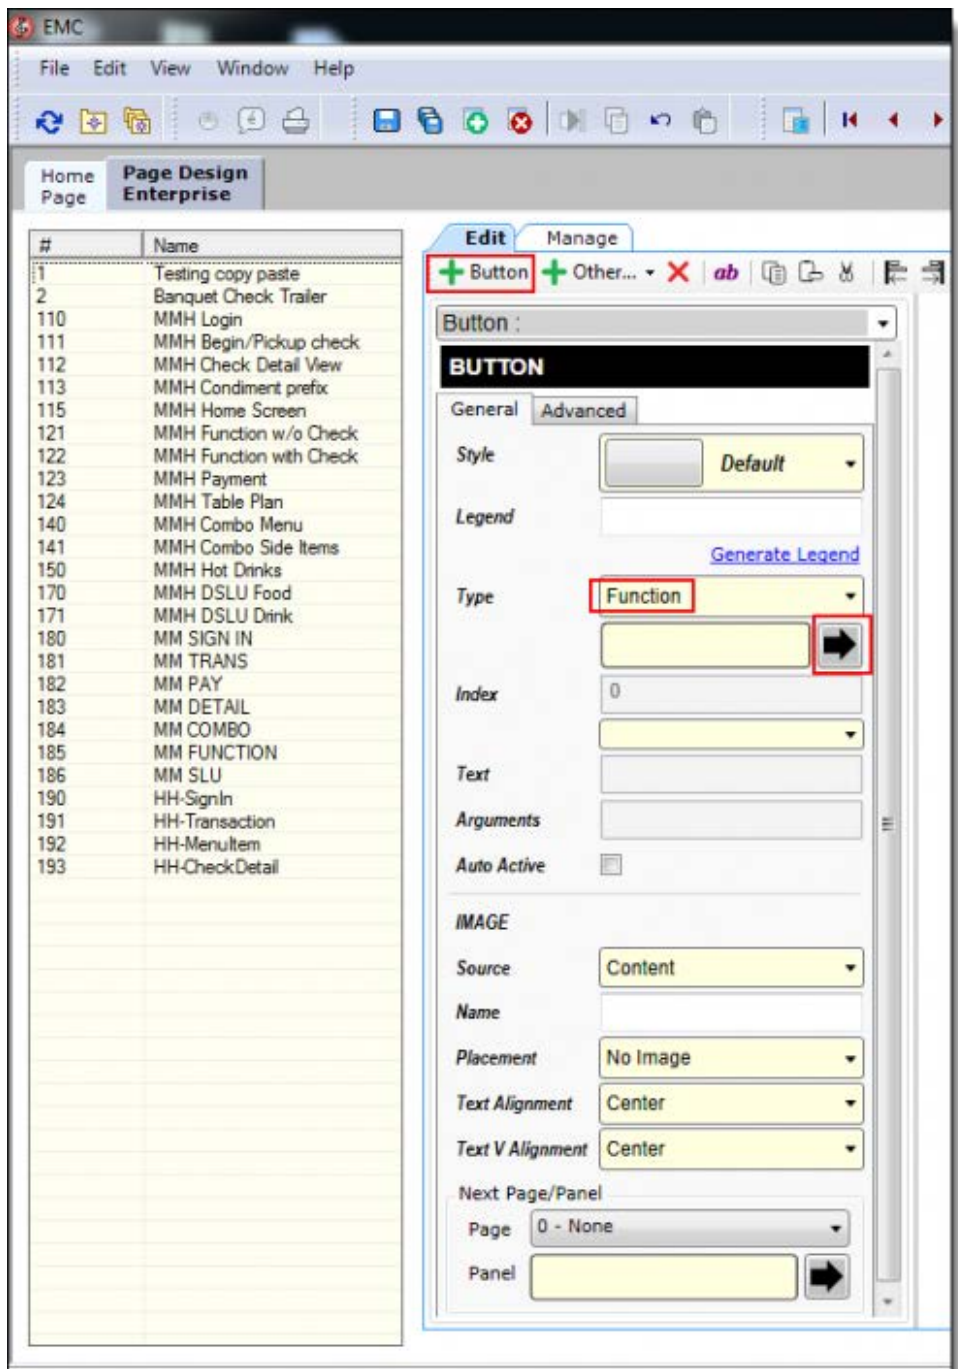 EMC
File Edit View Window Help
Home Page
Page Design Enterprise
# Name
1 Testing copy paste
2 Banquet Check Trailer
110 MMH Login
111 MMH Begin/Pickup check
112 MMH Check Detail View
113 MMH Condiment prefix
115 MMH Home Screen
121 MMH Function w/o Check
122 MMH Function with Check
123 MMH Payment
124 MMH Table Plan
140 MMH Combo Menu
141 MMH Combo Side Items
150 MMH Hot Drinks
170 MMH DSLU Food
171 MMH DSLU Drink
180 MM SIGN IN
181 MM TRANS
182 MM PAY
183 MM DETAIL
184 MM COMBO
185 MM FUNCTION
186 MM SLU
190 HH-SignIn
191 HH-Transaction
192 HH-MenuItem
193 HH-CheckDetail
Edit Manage
Button Other... ab
Button :
BUTTON
General Advanced
Style Default
Legend
Generate Legend
Type Function
Index 0
Text
Arguments
Auto Active
IMAGE
Source Content
Name
Placement No Image
Text Alignment Center
Text V Alignment Center
Next Page/Panel
Page 0 - None
Panel